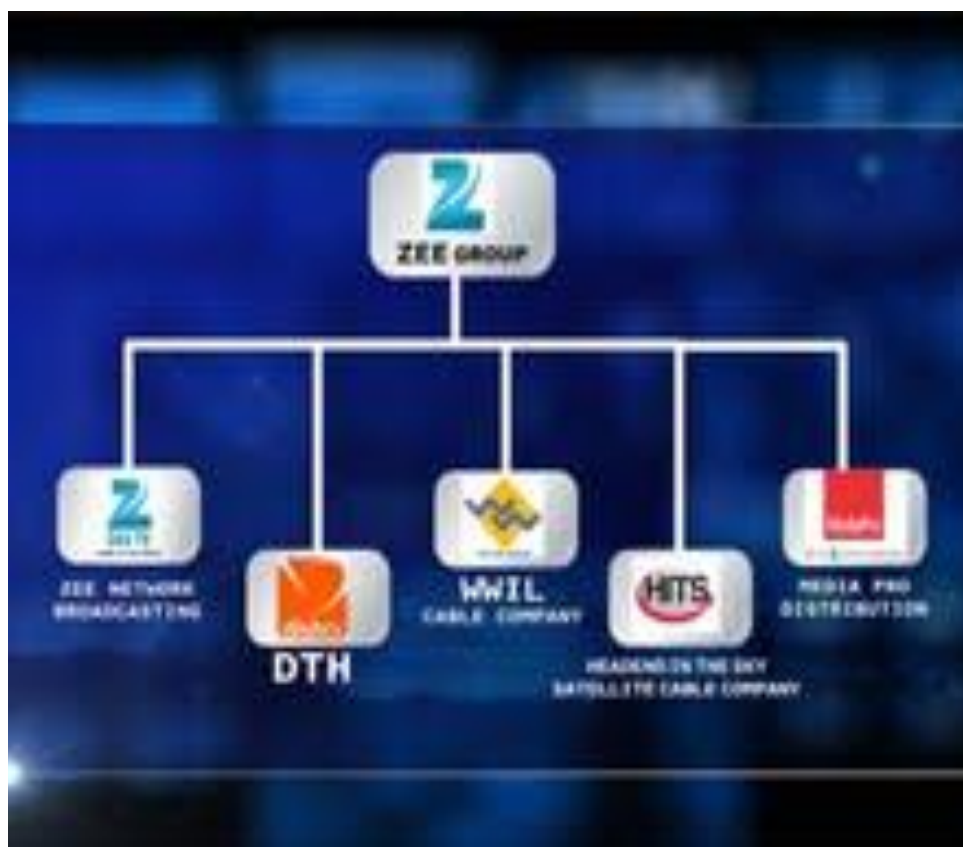 ZEE GROUP
ZEE NETWORK
BROADCASTING
DTH
WWIL
CABLE COMPANY
HITS
HEADEND IN THE SKY
SATELLITE CABLE COMPANY
MEDIA PRO
DISTRIBUTION